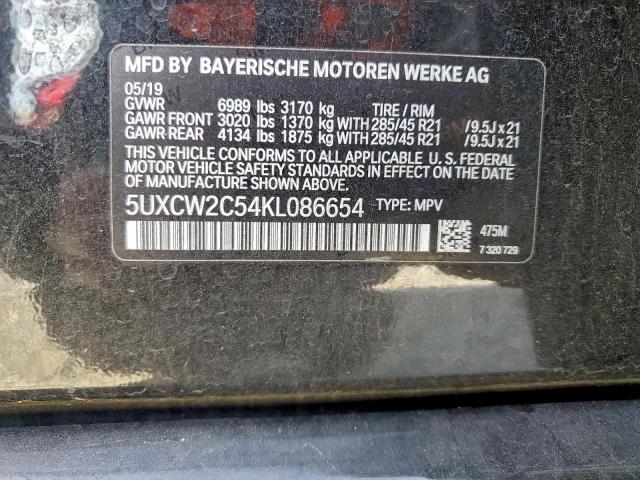 MFD BY BAYERISCHE MOTOREN WERKE AG
05/19
GVWR 6989 lbs 3170 kg TIRE / RIM
GAWR FRONT 3020 lbs 1370 kg WITH 285/45 R21 /9.5J x 21
GAWR REAR 4134 lbs 1875 kg WITH 285/45 R21 /9.5J x 21
THIS VEHICLE CONFORMS TO ALL APPLICABLE U. S. FEDERAL
MOTOR VEHICLE SAFETY STANDARDS IN EFFECT ON THE
DATE OF MANUFACTURE SHOWN ABOVE.
5UXCW2C54KL086654 TYPE: MPV
475M
7 320 729